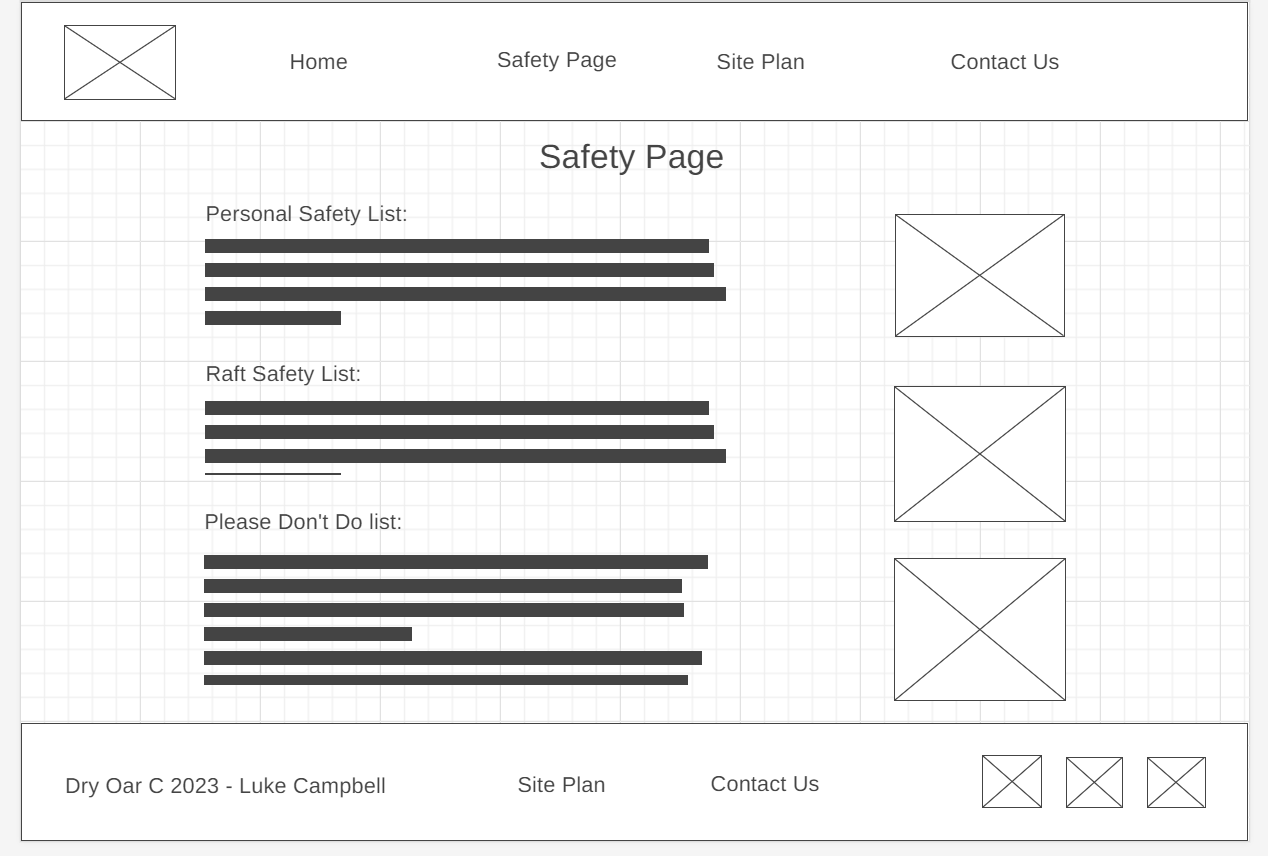 Home
Safety Page
Site Plan
Contact Us
Safety Page
Personal Safety List:
Raft Safety List:
Please Don't Do list:
Dry Oar C 2023 - Luke Campbell
Site Plan
Contact Us